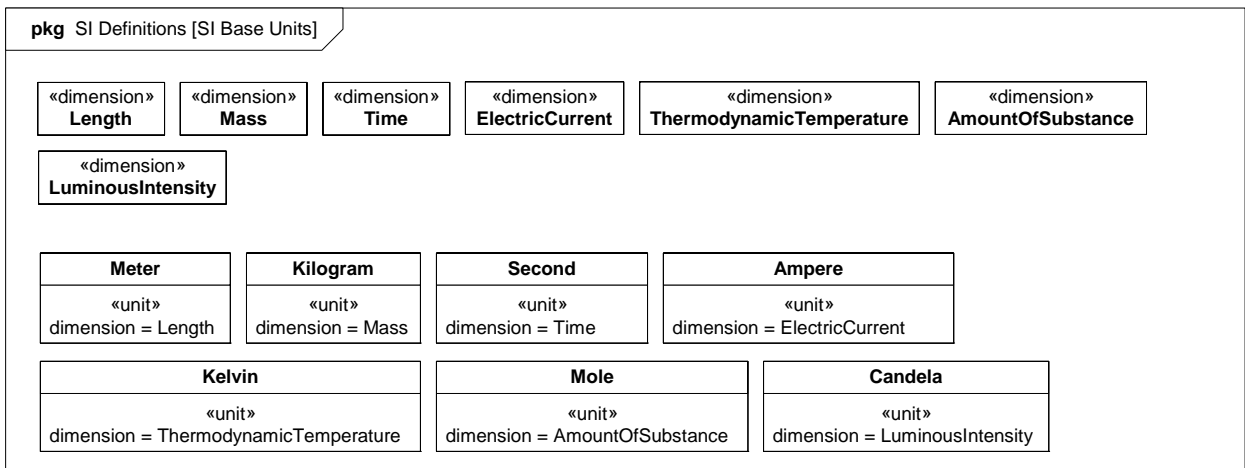 pkg SI Definitions [SI Base Units]
«dimension» «dimension» «dimension» «dimension» «dimension» «dimension»
Length Mass Time ElectricCurrent ThermodynamicTemperature AmountOfSubstance
«dimension»
LuminousIntensity
Meter Kilogram Second Ampere
«unit» «unit» «unit» «unit»
dimension = Length dimension = Mass dimension = Time dimension = ElectricCurrent
Kelvin Mole Candela
«unit» «unit» «unit»
dimension = ThermodynamicTemperature dimension = AmountOfSubstance dimension = LuminousIntensity